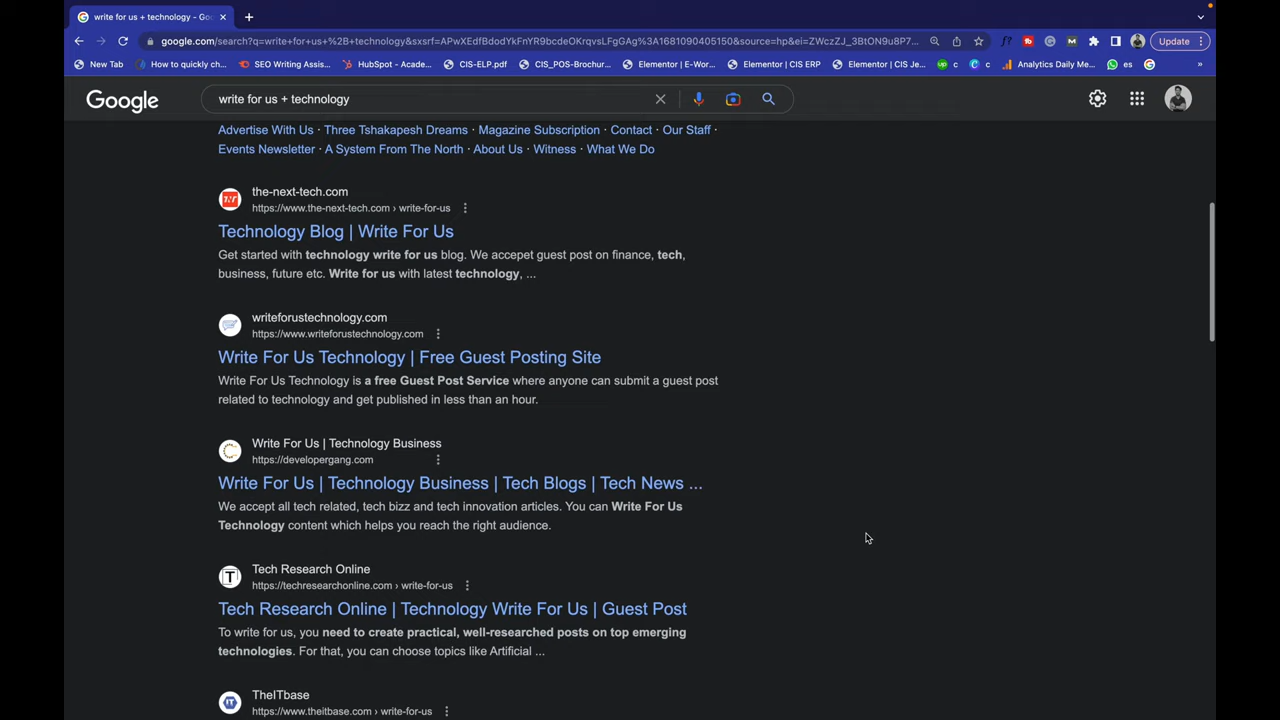 write for us + technology - Goo
google.com/search?q=write+for+us+%2B+technology&sxsrf=APwXEdfBdodYkFnYR9bcdeOKrqvsLFgGAg%3A1681090405150&source=hp&ei=ZWczZJ_3BtON9u8P7...
Update
New Tab
How to quickly ch...
SEO Writing Assis...
HubSpot - Acade...
CIS-ELP.pdf
CIS_POS-Brochur...
Elementor | E-Wor...
Elementor | CIS ERP
Elementor | CIS Je...
c
c
Analytics Daily Me...
es
Google
write for us + technology
Advertise With Us · Three Tshakapesh Dreams · Magazine Subscription · Contact · Our Staff ·
Events Newsletter · A System From The North · About Us · Witness · What We Do
the-next-tech.com
https://www.the-next-tech.com › write-for-us
Technology Blog | Write For Us
Get started with technology write for us blog. We accepet guest post on finance, tech,
business, future etc. Write for us with latest technology, ...
writeforustechnology.com
https://www.writeforustechnology.com
Write For Us Technology | Free Guest Posting Site
Write For Us Technology is a free Guest Post Service where anyone can submit a guest post
related to technology and get published in less than an hour.
Write For Us | Technology Business
https://developergang.com
Write For Us | Technology Business | Tech Blogs | Tech News ...
We accept all tech related, tech bizz and tech innovation articles. You can Write For Us
Technology content which helps you reach the right audience.
Tech Research Online
https://techresearchonline.com › write-for-us
Tech Research Online | Technology Write For Us | Guest Post
To write for us, you need to create practical, well-researched posts on top emerging
technologies. For that, you can choose topics like Artificial ...
TheITbase
https://www.theitbase.com › write-for-us